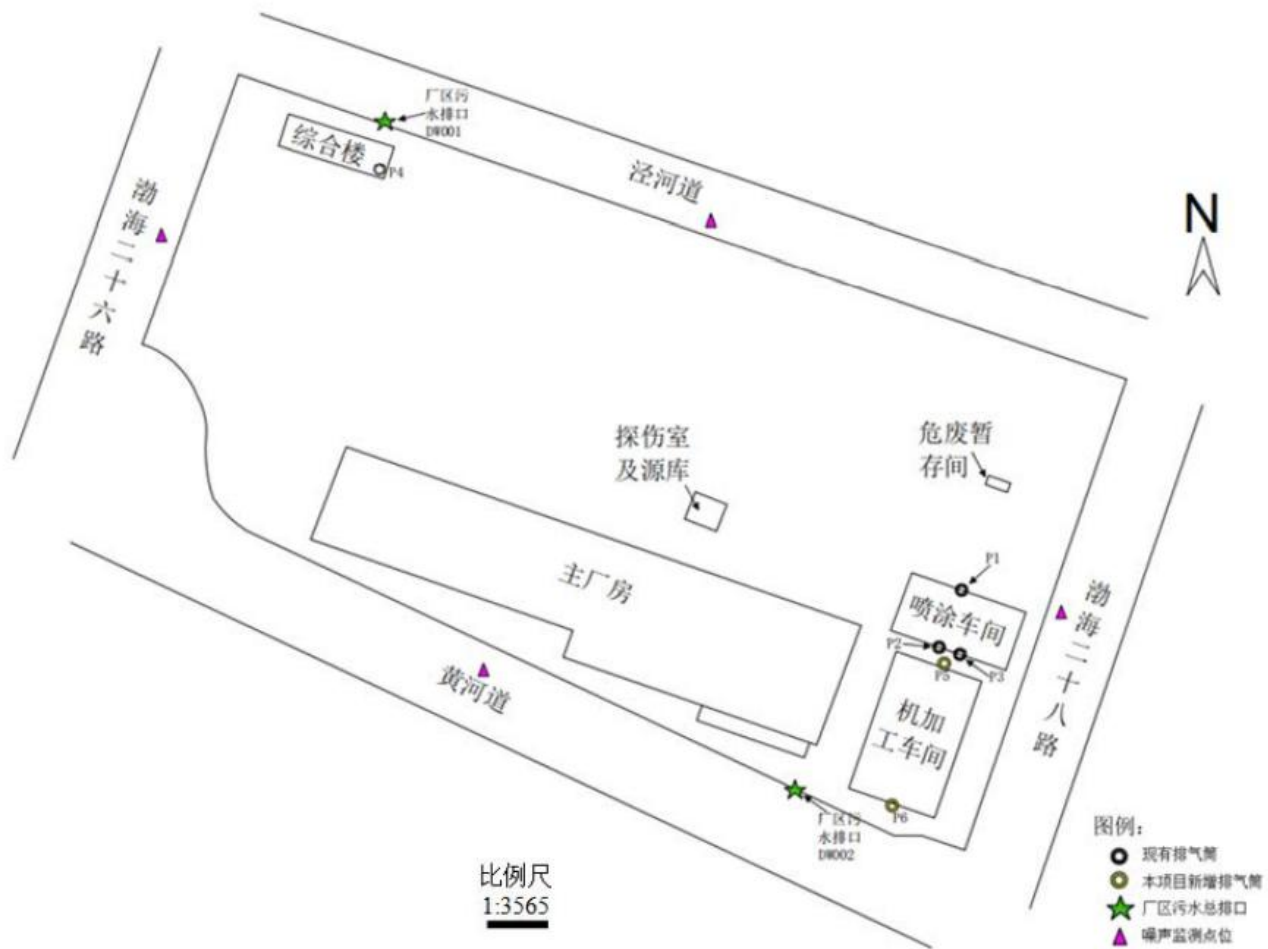 厂区污
水排口
DW001
综合楼
P4
泾河道
渤海二十六路
N
探伤室
及源库
危废暂
存间
P1
主厂房
喷涂车间
P2
P5
P3
渤海二十八路
黄河道
机加
工车间
P6
厂区污
水排口
DW002
比例尺
1:3565
图例：
现有排气筒
本项目新增排气筒
厂区污水总排口
噪声监测点位